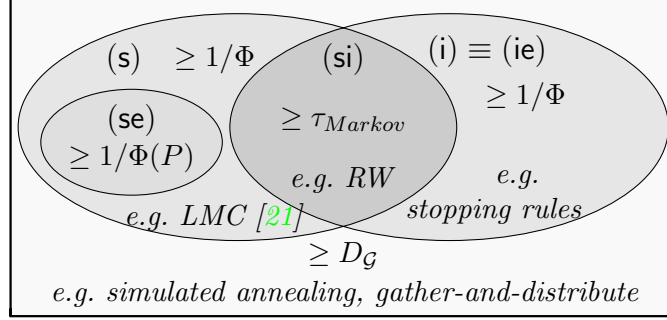 (s) ≥ 1/Φ
(si)
(i) ≡ (ie)
≥ 1/Φ
(se)
≥ 1/Φ(P)
≥ τ_Markov
e.g. RW
e.g.
stopping rules
e.g. LMC [21]
≥ D_𝒢
e.g. simulated annealing, gather-and-distribute